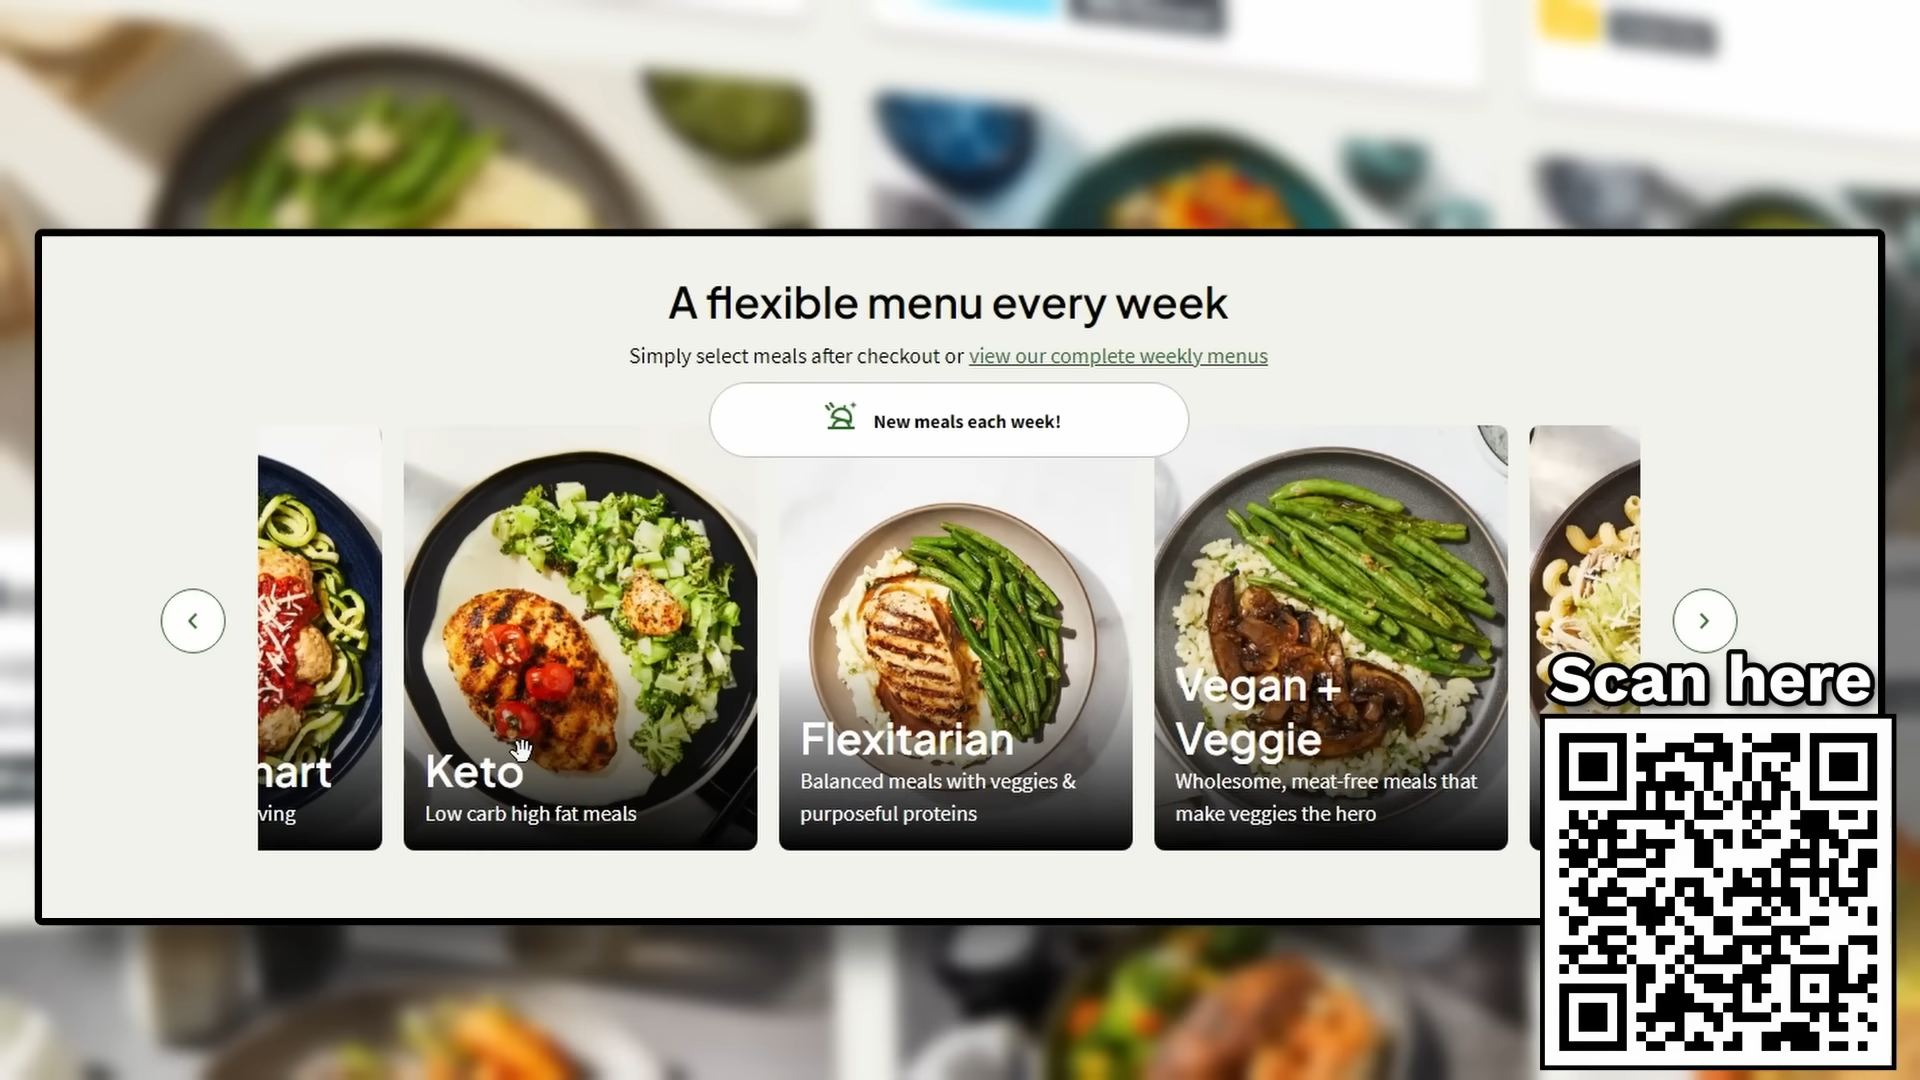 A flexible menu every week
Simply select meals after checkout or view our complete weekly menus
New meals each week!
Keto
Low carb high fat meals
Flexitarian
Balanced meals with veggies &
purposeful proteins
Vegan +
Veggie
Wholesome, meat-free meals that
make veggies the hero
Scan here